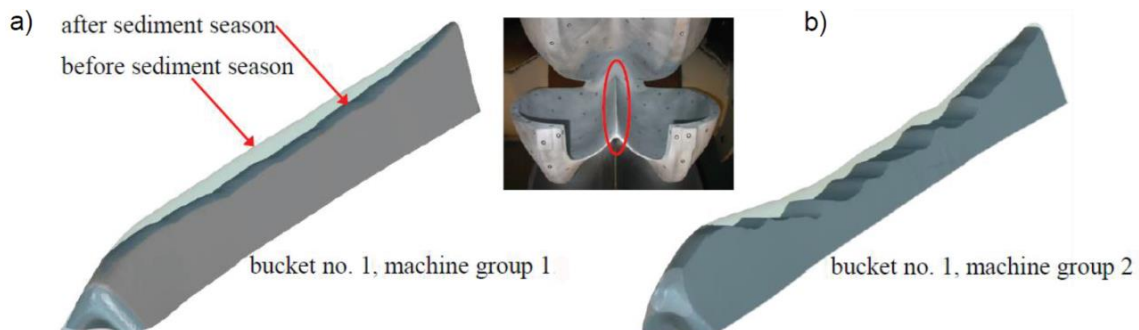 a)
after sediment season
before sediment season
bucket no. 1, machine group 1
b)
bucket no. 1, machine group 2